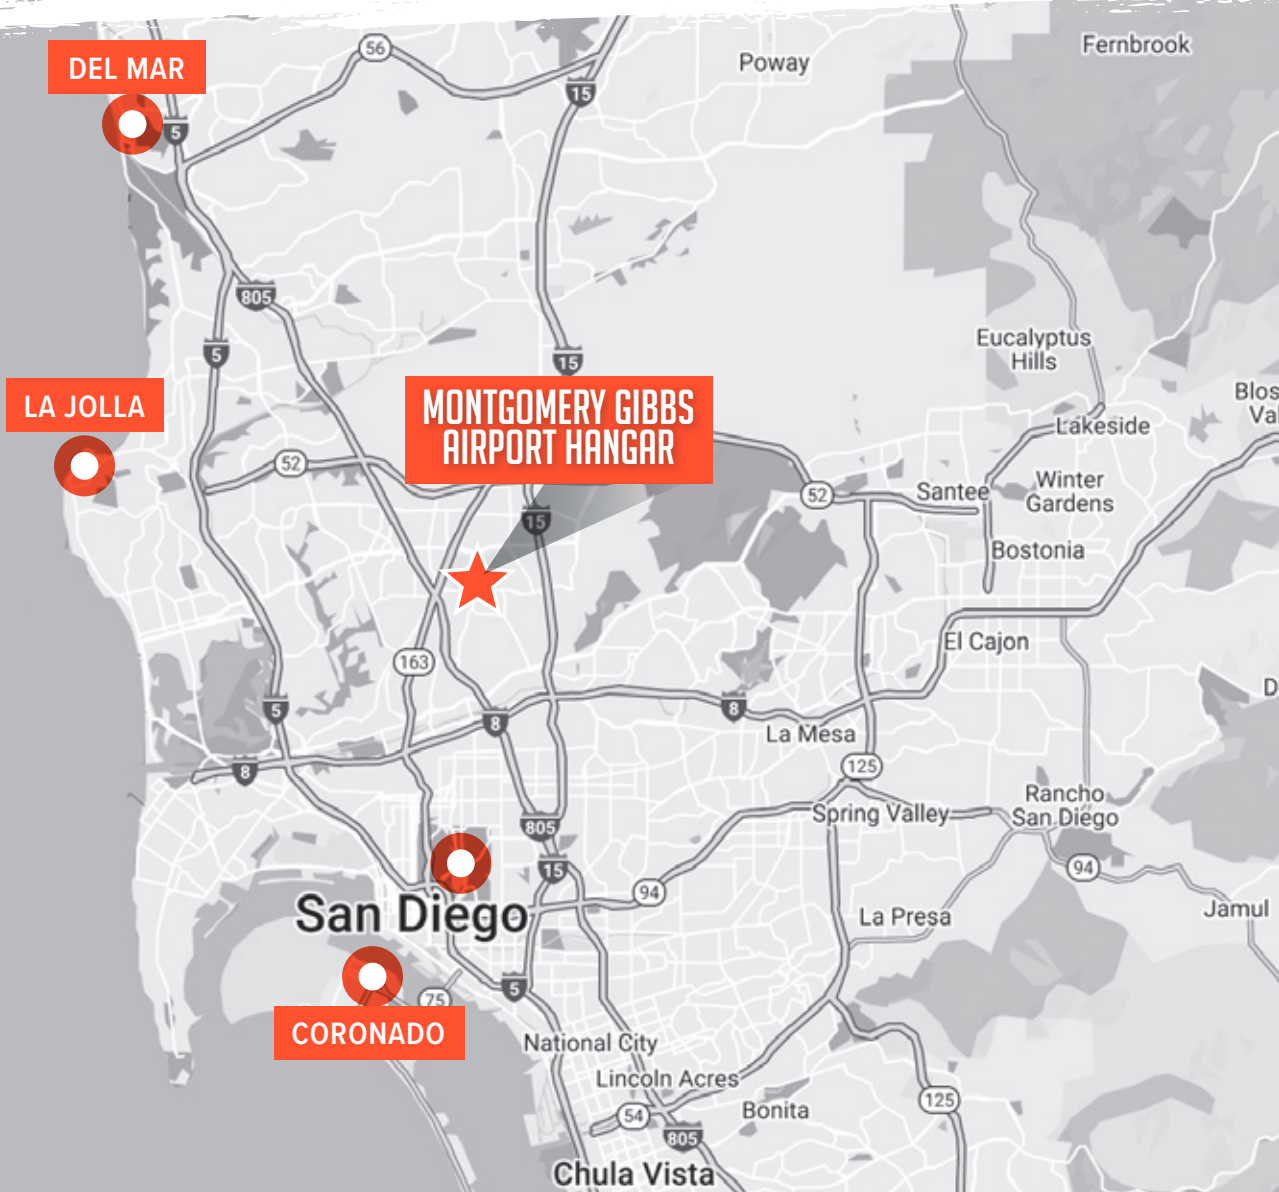 Fernbrook
56
Poway
DEL MAR
15
5
805
Eucalyptus
Hills
5
15
Blos
Val
LA JOLLA
MONTGOMERY GIBBS
AIRPORT HANGAR
Lakeside
52
Winter
Gardens
52
Santee
15
Bostonia
El Cajon
163
D
5
8
8
La Mesa
8
125
Rancho
San Diego
Spring Valley
805
15
94
94
San Diego
La Presa
Jamul
5
75
CORONADO
National City
Lincoln Acres
125
Bonita
54
805
Chula Vista